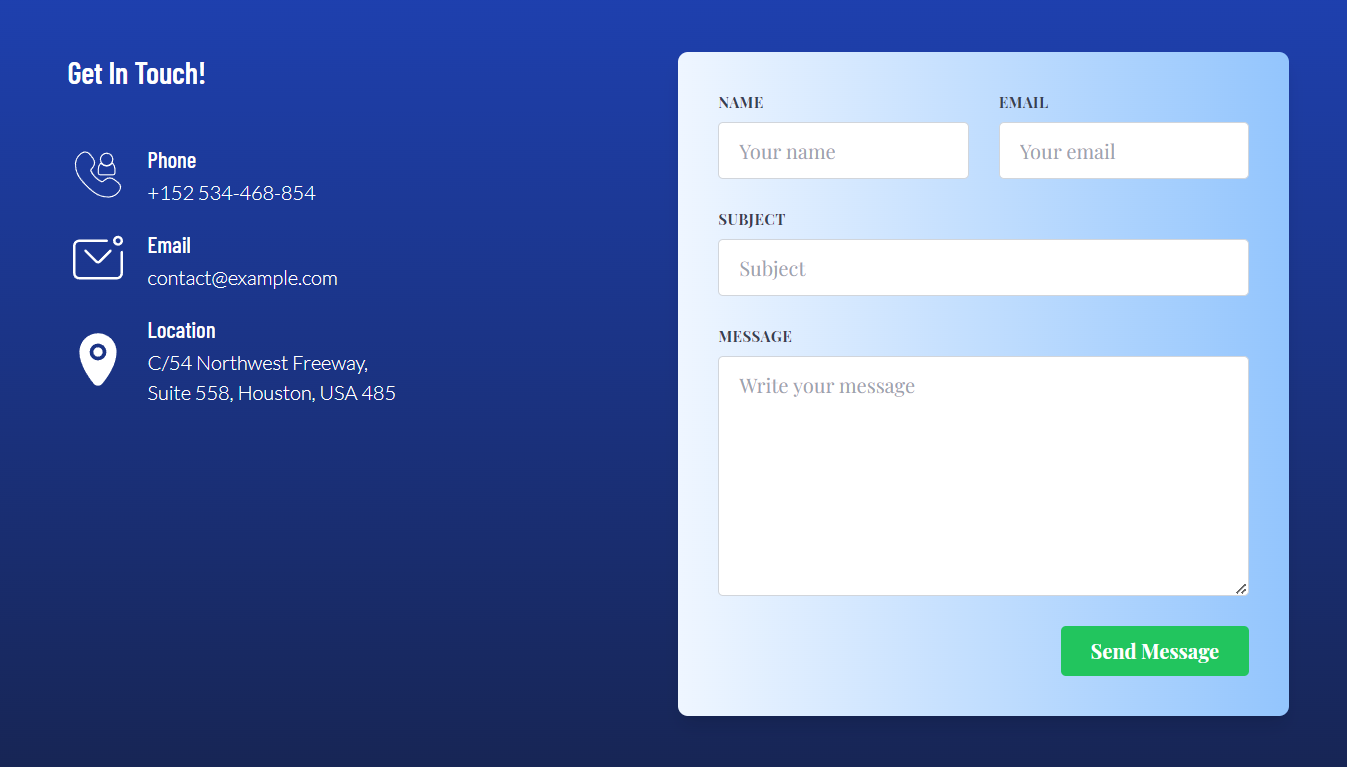 Get In Touch!
Phone
+152 534-468-854
Email
contact@example.com
Location
C/54 Northwest Freeway,
Suite 558, Houston, USA 485
NAME
EMAIL
Your name
Your email
SUBJECT
Subject
MESSAGE
Write your message
Send Message